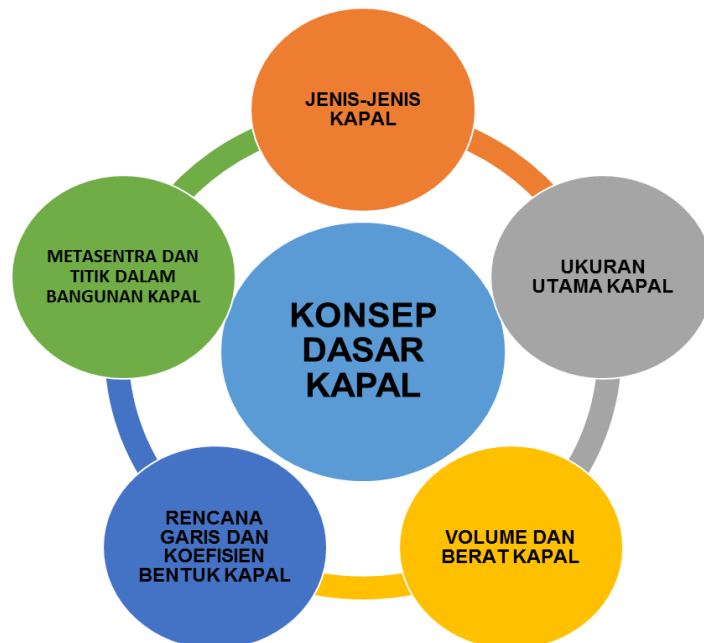 JENIS-JENIS
KAPAL
UKURAN
UTAMA KAPAL
VOLUME DAN
BERAT KAPAL
RENCANA
GARIS DAN
KOEFISIEN
BENTUK KAPAL
METASENTRA DAN
TITIK DALAM
BANGUNAN KAPAL
KONSEP
DASAR
KAPAL